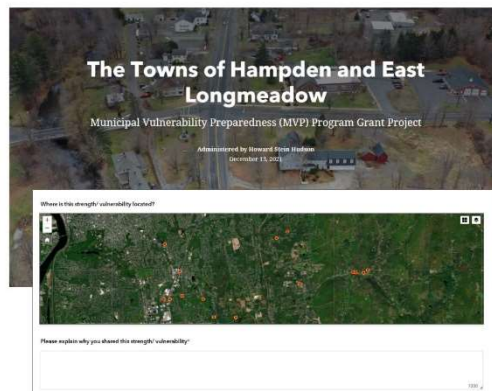 The Towns of Hampden and East
Longmeadow
Municipal Vulnerability Preparedness (MVP) Program Grant Project
Administered by Howard Stein Hudson
December 15, 2021
Where is this strength/ vulnerability located?
Please explain why you shared this strength/ vulnerability*